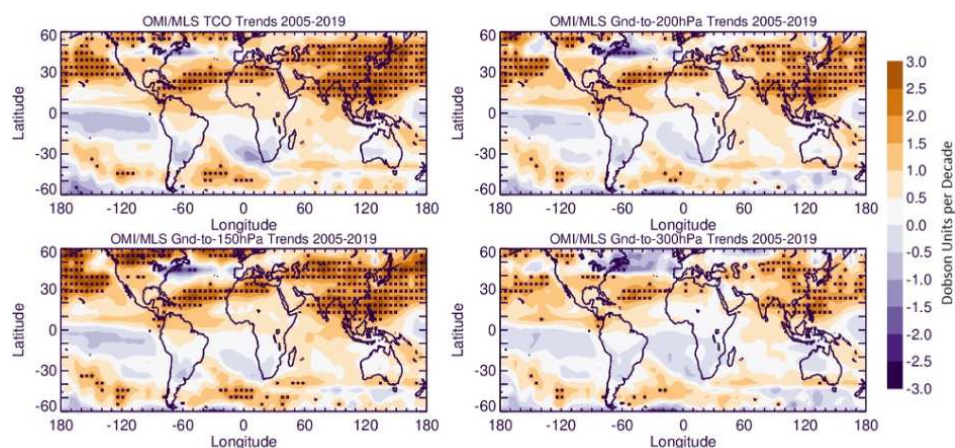 OMI/MLS TCO Trends 2005-2019
60
30
0
-30
-60
Latitude
180 -120 -60 0 60 120 180
Longitude
OMI/MLS Gnd-to-200hPa Trends 2005-2019
60
30
0
-30
-60
Latitude
180 -120 -60 0 60 120 180
Longitude
OMI/MLS Gnd-to-150hPa Trends 2005-2019
60
30
0
-30
-60
Latitude
180 -120 -60 0 60 120 180
Longitude
OMI/MLS Gnd-to-300hPa Trends 2005-2019
60
30
0
-30
-60
Latitude
180 -120 -60 0 60 120 180
Longitude
3.0
2.5
2.0
1.5
1.0
0.5
0.0
-0.5
-1.0
-1.5
-2.0
-2.5
-3.0
Dobson Units per Decade